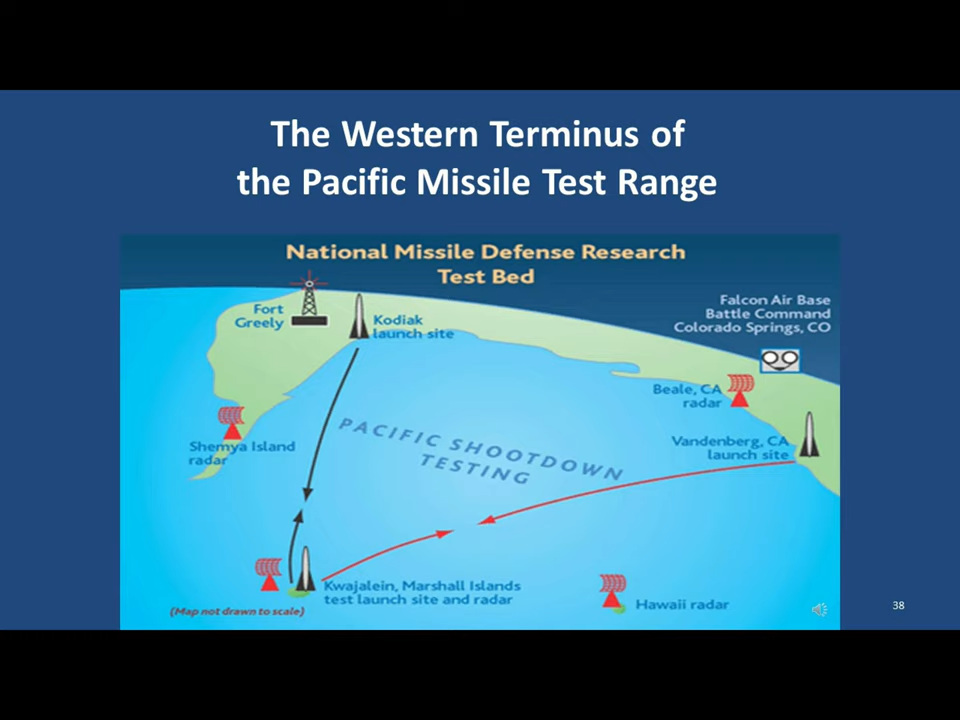 The Western Terminus of
the Pacific Missile Test Range
National Missile Defense Research
Test Bed
Fort
Greely
Kodiak
launch site
Falcon Air Base
Battle Command
Colorado Springs, CO
Beale, CA
radar
Shemya Island
radar
PACIFIC SHOOTDOWN
TESTING
Vandenberg, CA
launch site
Kwajalein, Marshall Islands
test launch site and radar
(Map not drawn to scale)
Hawaii radar
38